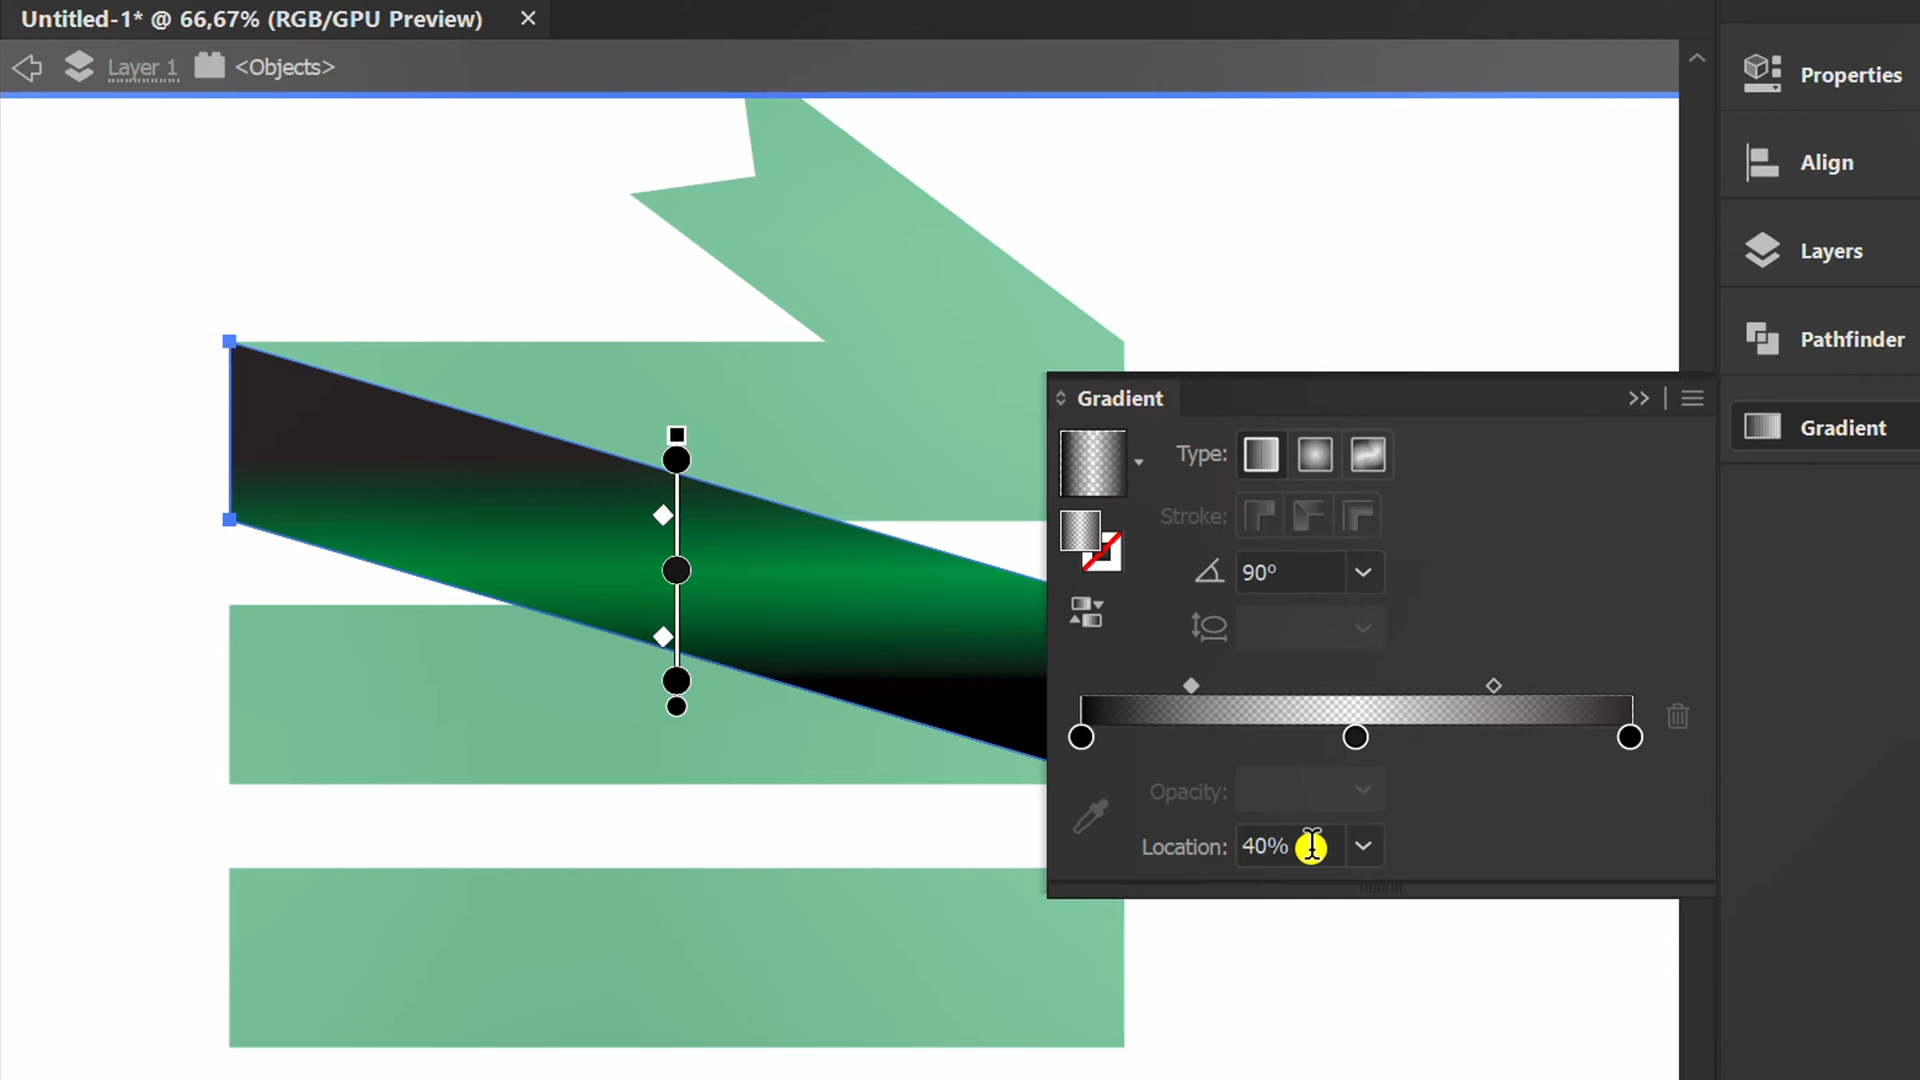 Untitled-1* @ 66,67% (RGB/GPU Preview)
Layer 1 <Objects>
Properties
Align
Layers
Pathfinder
Gradient
Gradient
Type:
Stroke:
90°
Opacity:
Location: 40%